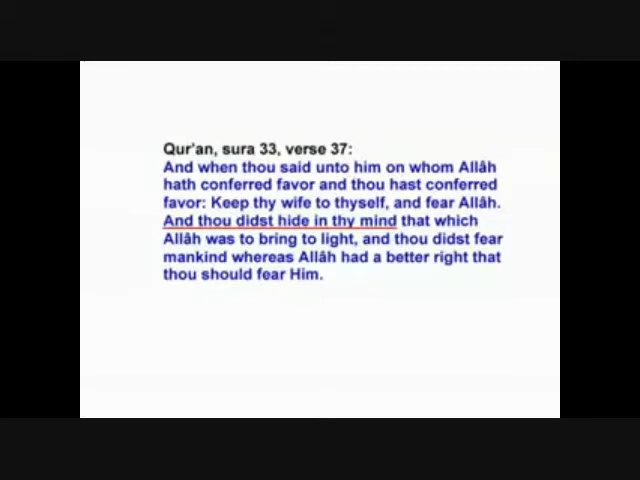 Qur'an, sura 33, verse 37:
And when thou said unto him on whom Allâh
hath conferred favor and thou hast conferred
favor: Keep thy wife to thyself, and fear Allâh.
And thou didst hide in thy mind that which
Allâh was to bring to light, and thou didst fear
mankind whereas Allâh had a better right that
thou should fear Him.